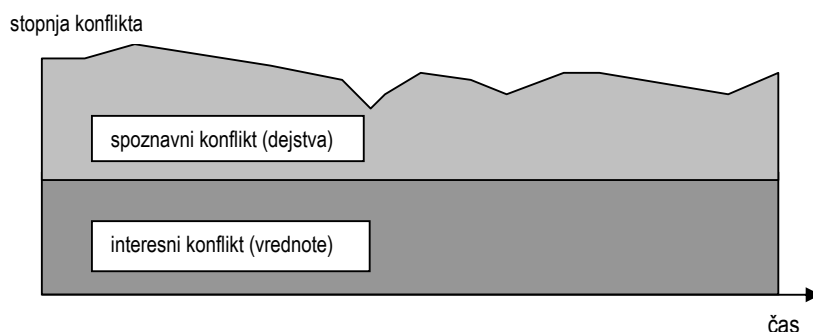 stopnja konflikta
spoznavni konflikt (dejstva)
interesni konflikt (vrednote)
čas